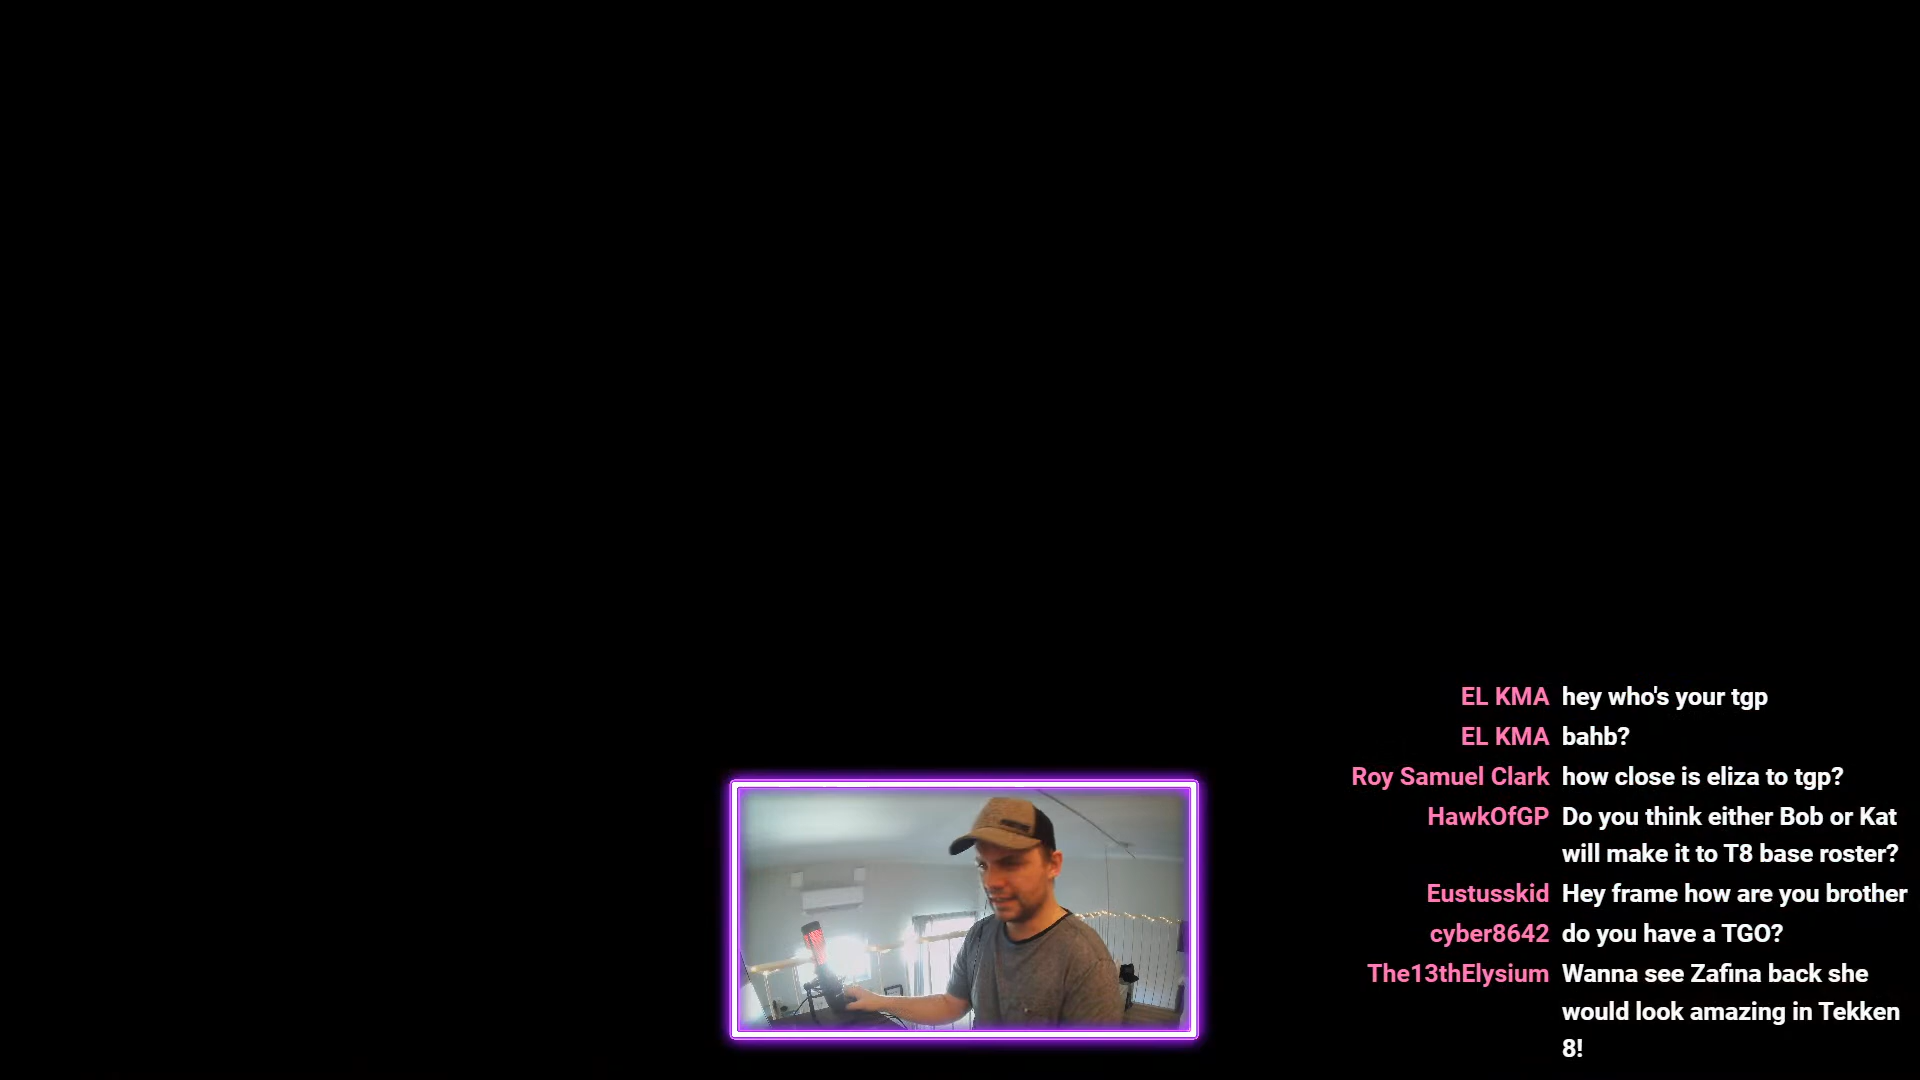 EL KMA hey who's your tgp
EL KMA bahb?
Roy Samuel Clark how close is eliza to tgp?
HawkOfGP Do you think either Bob or Kat
will make it to T8 base roster?
Eustusskid Hey frame how are you brother
cyber8642 do you have a TGO?
The13thElysium Wanna see Zafina back she
would look amazing in Tekken
8!